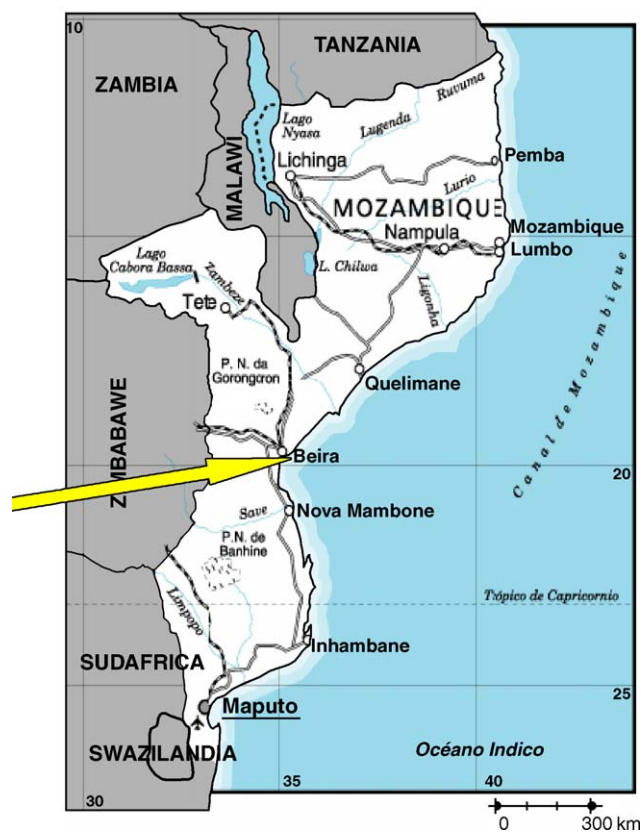 10
TANZANIA
ZAMBIA
Ruvuma
Lago
Nyasa
Lugenda
Lichinga
Pemba
MALAWI
Lurio
MOZAMBIQUE
Mozambique
Nampula
Lumbo
Lago
Cabora Bassa
L. Chilwa
Zambeze
Ligonha
Tete
Canal de Mozambique
P. N. da
Gorongoron
Quelimane
ZIMBABAWE
Beira
20
Save
Nova Mambone
P.N. de
Banhine
Limpopo
Trópico de Capricornio
Inhambane
SUDAFRICA
25
Maputo
SWAZILANDIA
Océano Indico
30
35
40
0 300 km